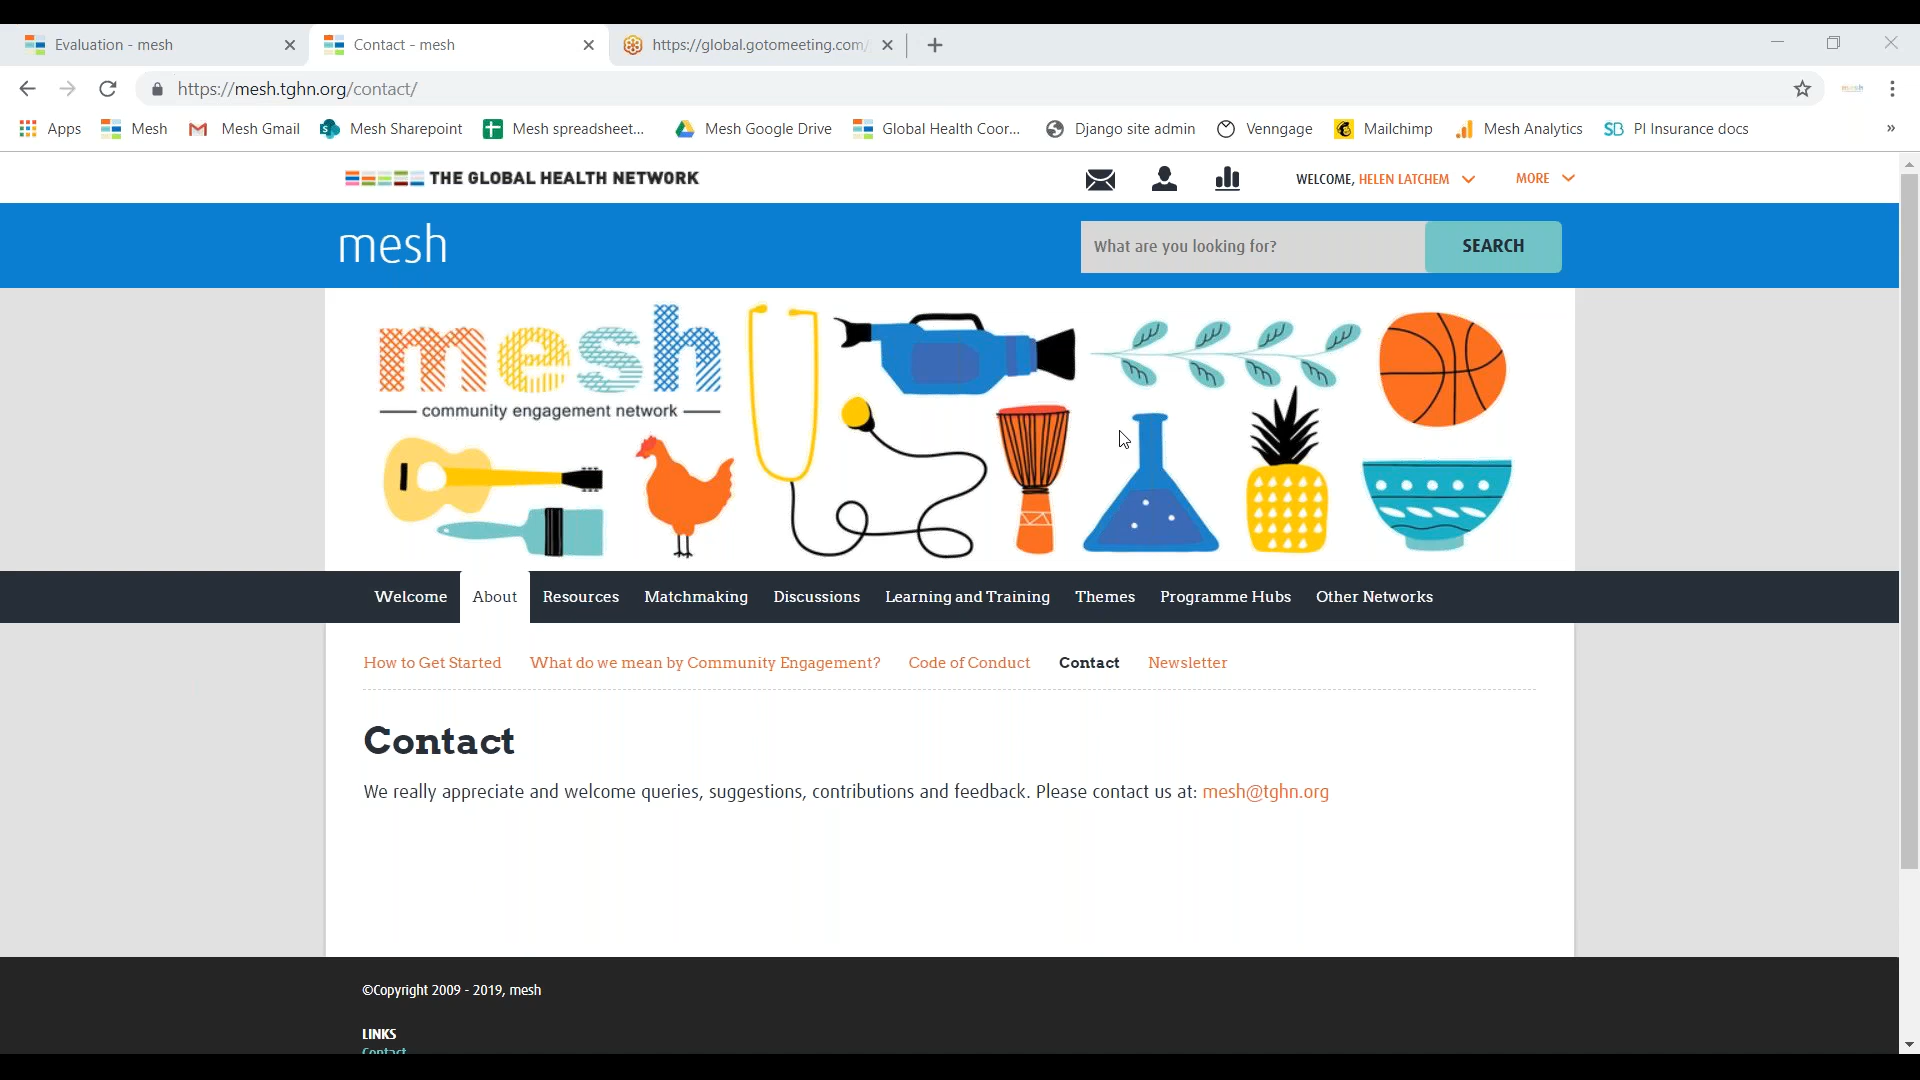 Evaluation - mesh
Contact - mesh
https://global.gotomeeting.com/
https://mesh.tghn.org/contact/
mesh
Apps
Mesh
Mesh Gmail
Mesh Sharepoint
Mesh spreadsheet...
Mesh Google Drive
Global Health Coor...
Django site admin
Venngage
Mailchimp
Mesh Analytics
PI Insurance docs
»
THE GLOBAL HEALTH NETWORK
WELCOME, HELEN LATCHEM
MORE
mesh
What are you looking for?
SEARCH
mesh
community engagement network
Welcome
About
Resources
Matchmaking
Discussions
Learning and Training
Themes
Programme Hubs
Other Networks
How to Get Started
What do we mean by Community Engagement?
Code of Conduct
Contact
Newsletter
Contact
We really appreciate and welcome queries, suggestions, contributions and feedback. Please contact us at: mesh@tghn.org
©Copyright 2009 - 2019, mesh
LINKS
Contact